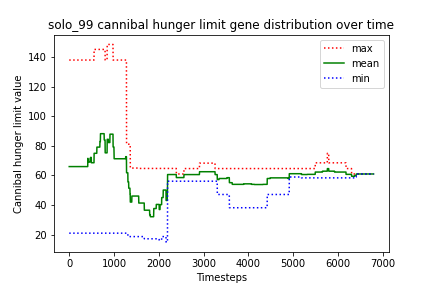 solo_99 cannibal hunger limit gene distribution over time
Cannibal hunger limit value
140
120
100
80
60
40
20
max
mean
min
0
1000
2000
3000
4000
5000
6000
7000
Timesteps